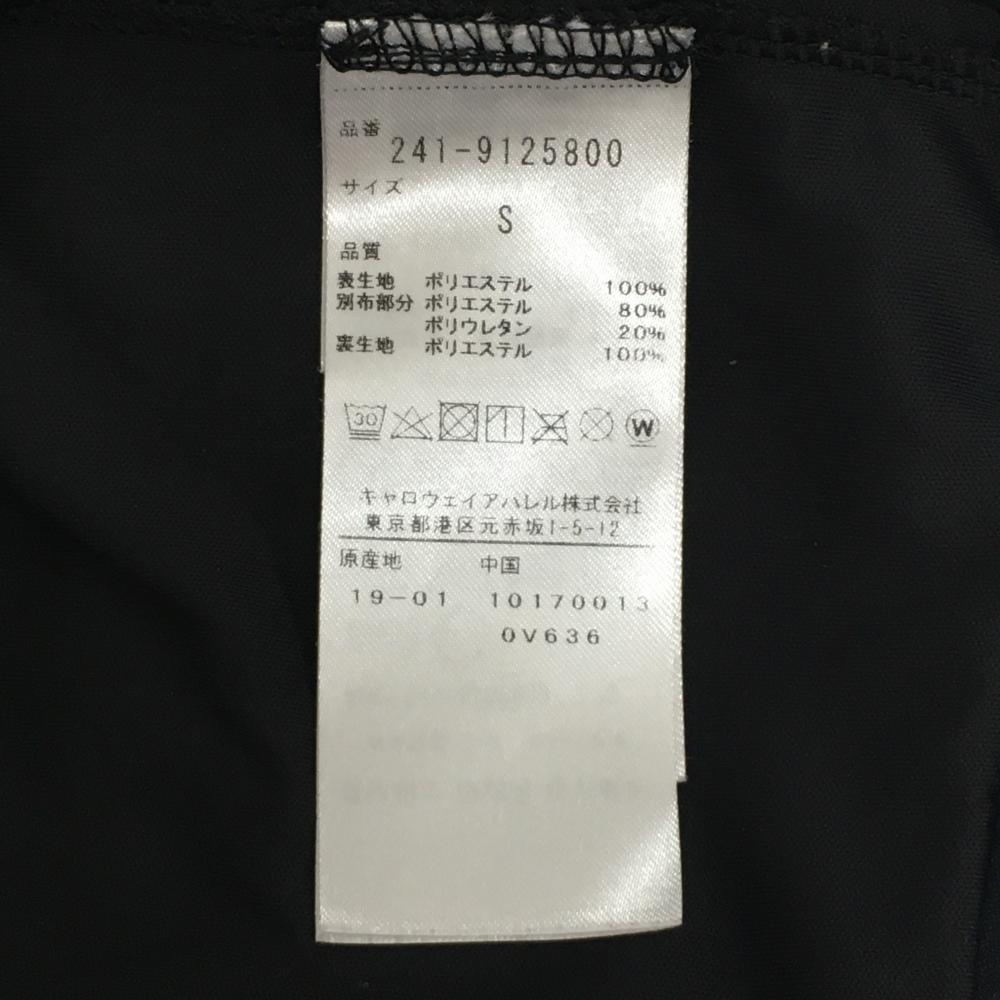 品番
241-9125800
サイズ
S
品質
表生地 ポリエステル 100%
別布部分 ポリエステル 80%
ポリウレタン 20%
裏生地 ポリエステル 100%
30 W
キャロウェイアパレル株式会社
東京都港区元赤坂1-5-12
原産地 中国
19-01 10170013
0V636